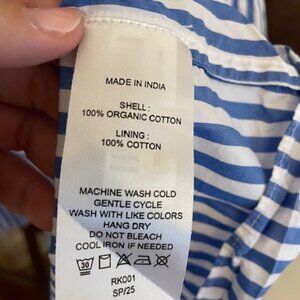 MADE IN INDIA
SHELL :
100% ORGANIC COTTON
LINING :
100% COTTON
MACHINE WASH COLD
GENTLE CYCLE
WASH WITH LIKE COLORS
HANG DRY
DO NOT BLEACH
COOL IRON IF NEEDED
30
RK001
SP/25